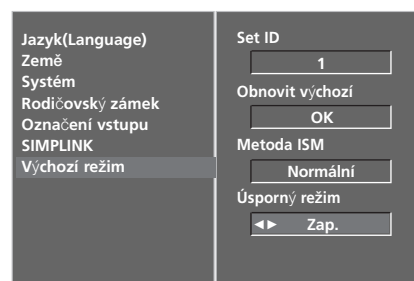 Jazyk(Language)
Země
Systém
Rodičovský zámek
Označení vstupu
SIMPLINK
Výchozí režim
Set ID
1
Obnovit výchozí
OK
Metoda ISM
Normální
Úsporný režim
◄► Zap.